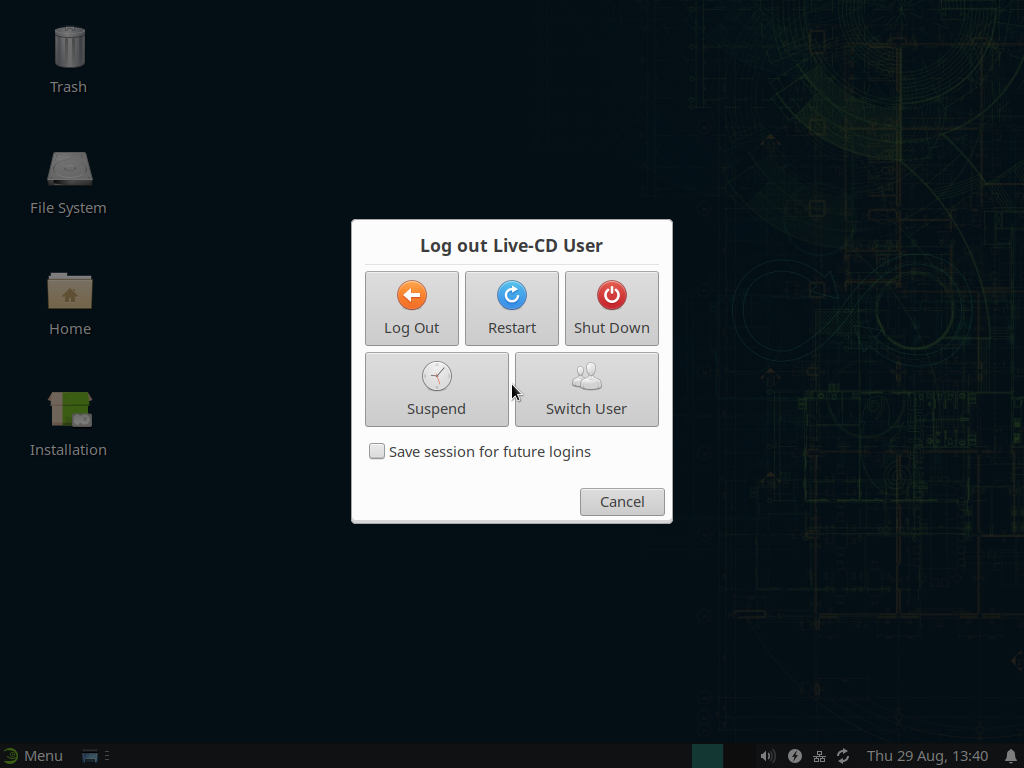 Trash
File System
Home
Installation
Log out Live-CD User
Log Out
Restart
Shut Down
Suspend
Switch User
Save session for future logins
Cancel
Menu
Thu 29 Aug, 13:40